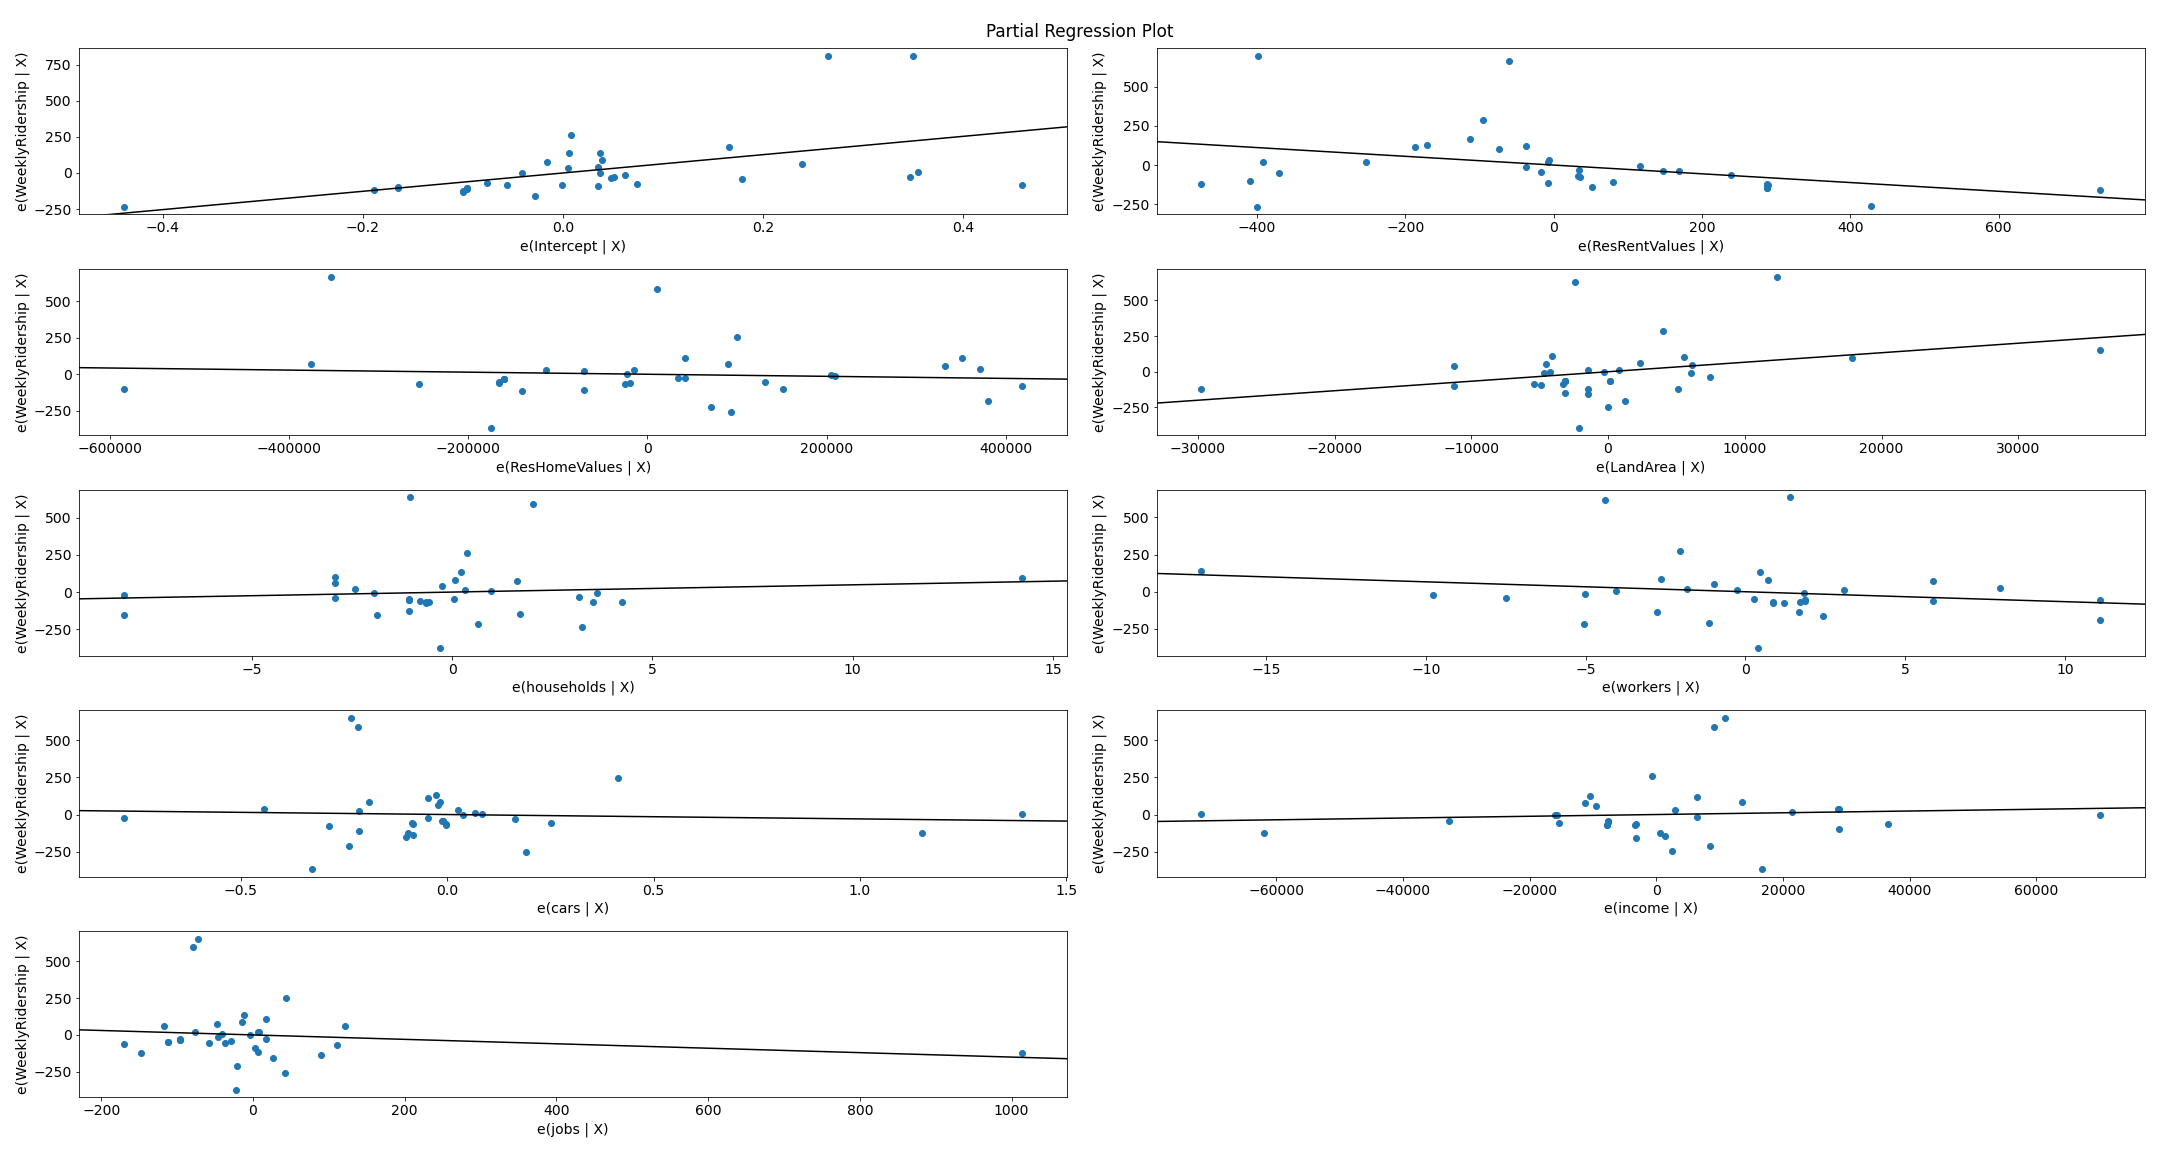 Partial Regression Plot
e(WeeklyRidership | X)
750
500
250
0
−250
−0.4 −0.2 0.0 0.2 0.4
e(Intercept | X)
e(WeeklyRidership | X)
500
250
0
−250
−400 −200 0 200 400 600
e(ResRentValues | X)
e(WeeklyRidership | X)
500
250
0
−250
−600000 −400000 −200000 0 200000 400000
e(ResHomeValues | X)
e(WeeklyRidership | X)
500
250
0
−250
−30000 −20000 −10000 0 10000 20000 30000
e(LandArea | X)
e(WeeklyRidership | X)
500
250
0
−250
−5 0 5 10 15
e(households | X)
e(WeeklyRidership | X)
500
250
0
−250
−15 −10 −5 0 5 10
e(workers | X)
e(WeeklyRidership | X)
500
250
0
−250
−0.5 0.0 0.5 1.0 1.5
e(cars | X)
e(WeeklyRidership | X)
500
250
0
−250
−60000 −40000 −20000 0 20000 40000 60000
e(income | X)
e(WeeklyRidership | X)
500
250
0
−250
−200 0 200 400 600 800 1000
e(jobs | X)